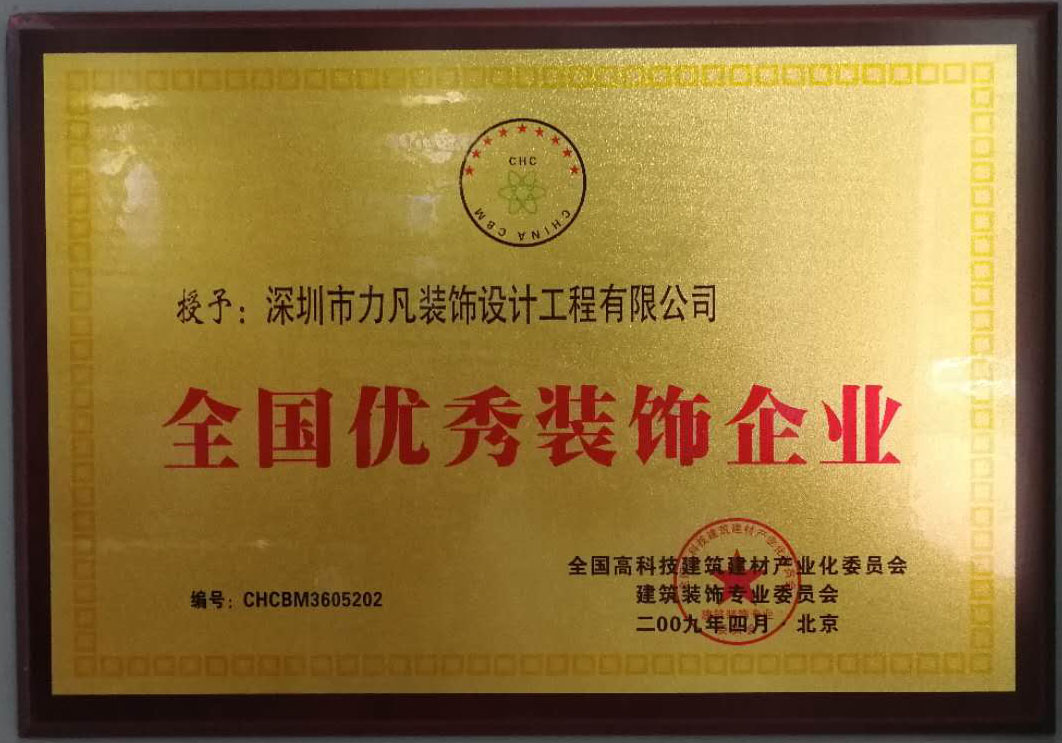 CHC
CHINA CBM
授予：深圳市力凡装饰设计工程有限公司
全国优秀装饰企业
全国高科技建筑建材产业化委员会
建筑装饰专业委员会
二00九年四月·北京
编号：CHCBM3605202